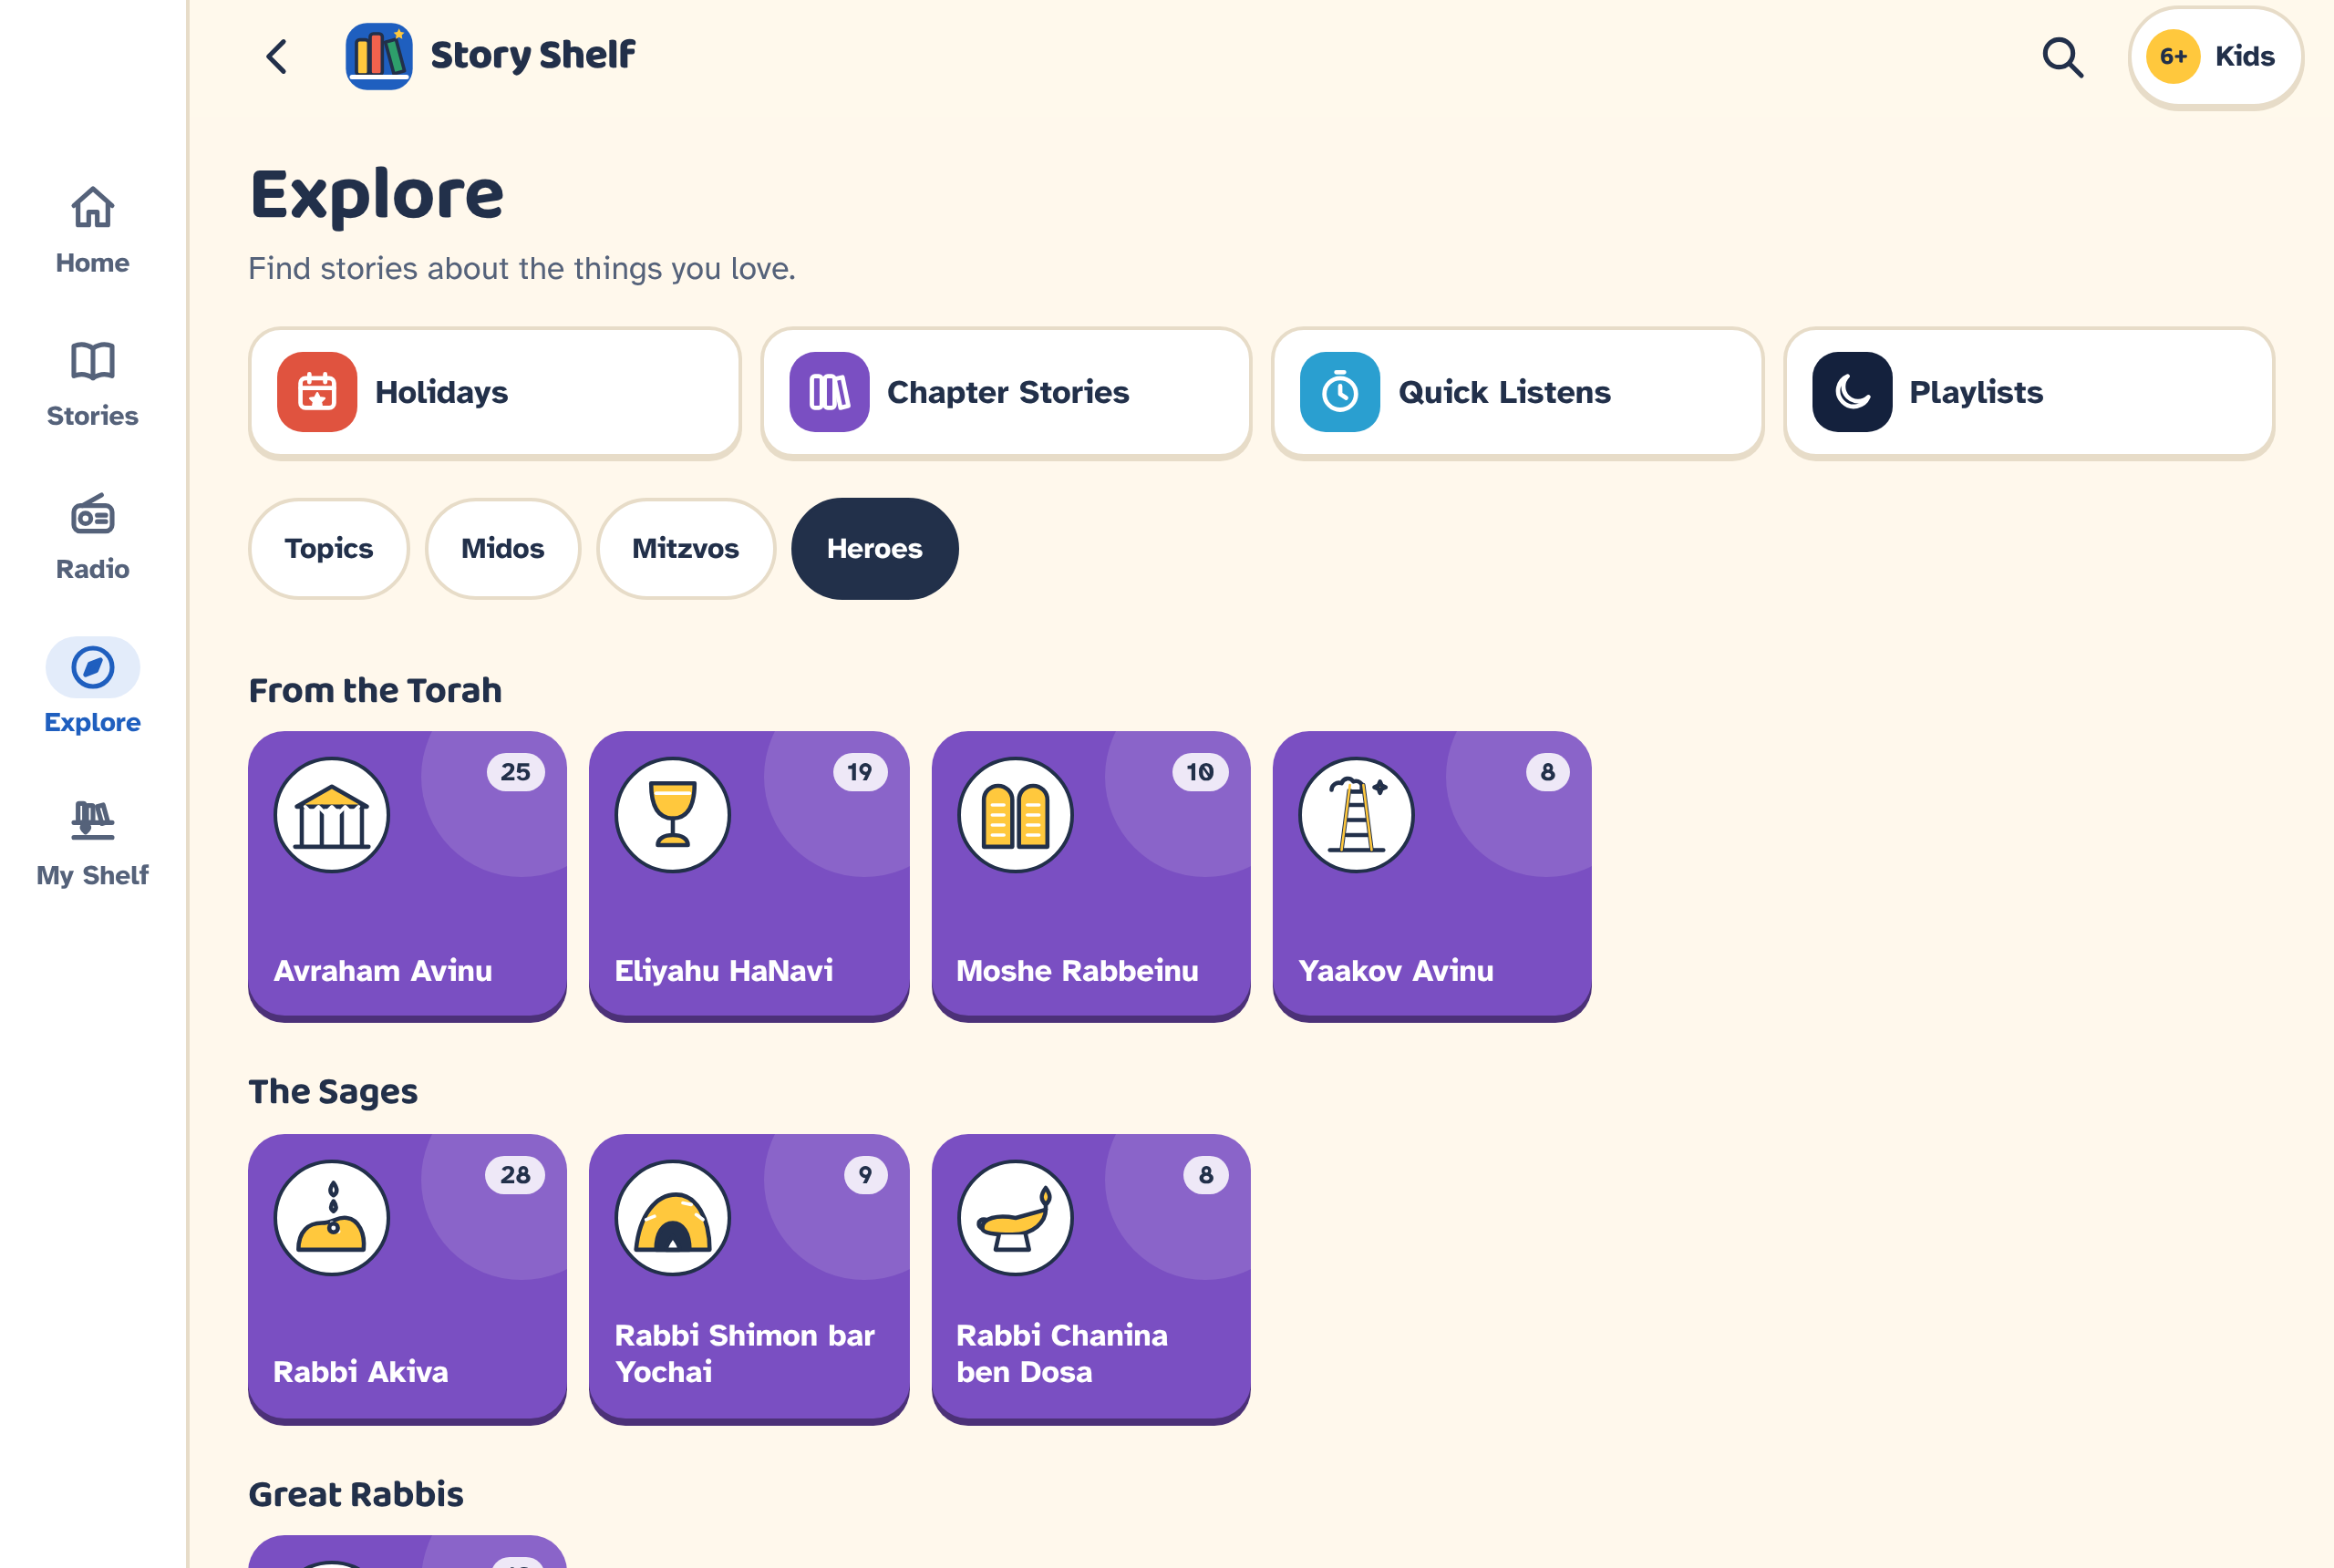 Story Shelf
6+ Kids
Home
Stories
Radio
Explore
My Shelf
Explore
Find stories about the things you love.
Holidays
Chapter Stories
Quick Listens
Playlists
Topics
Midos
Mitzvos
Heroes
From the Torah
25
Avraham Avinu
19
Eliyahu HaNavi
10
Moshe Rabbeinu
8
Yaakov Avinu
The Sages
28
Rabbi Akiva
9
Rabbi Shimon bar
Yochai
8
Rabbi Chanina
ben Dosa
Great Rabbis